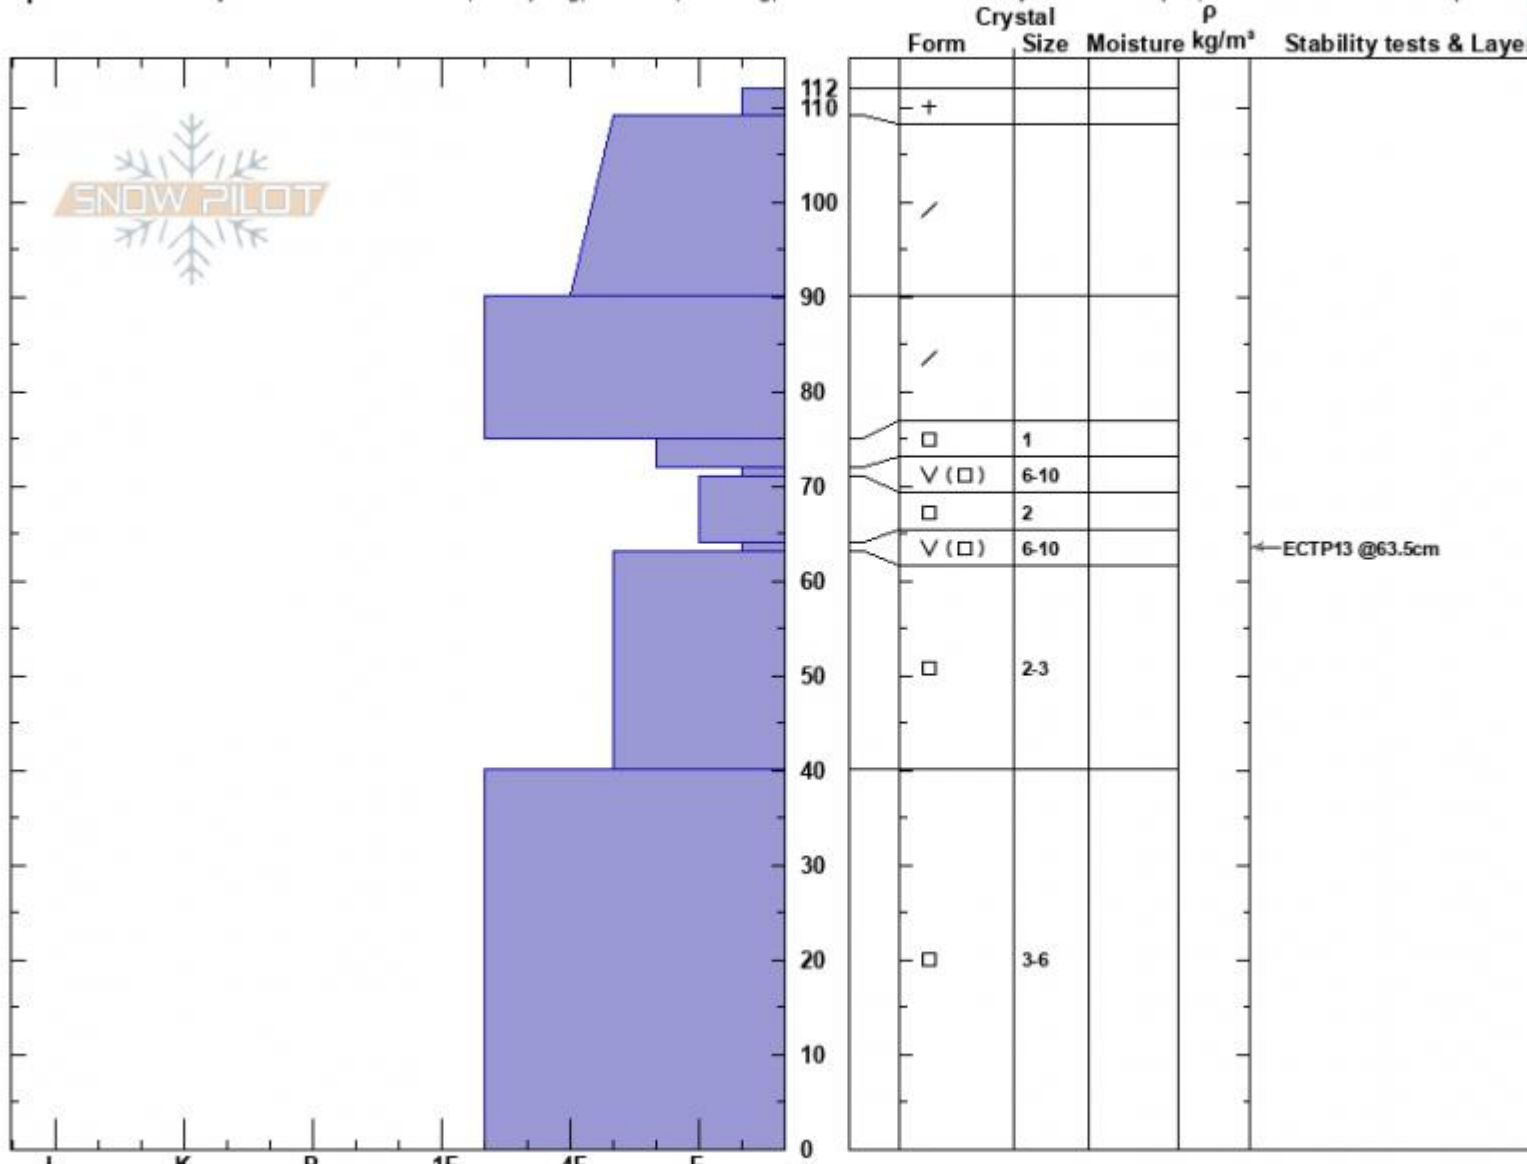 Crystal
ρ
Form Size Moisture kg/m³ Stability tests & Laye
SNOW PILOT
112
110
+
100
/
90
/
80
□ 1
∨ (□) 6-10
70
□ 2
∨ (□) 6-10
ECTP13 @63.5cm
60
□ 2-3
50
40
30
□ 3-6
20
10
0